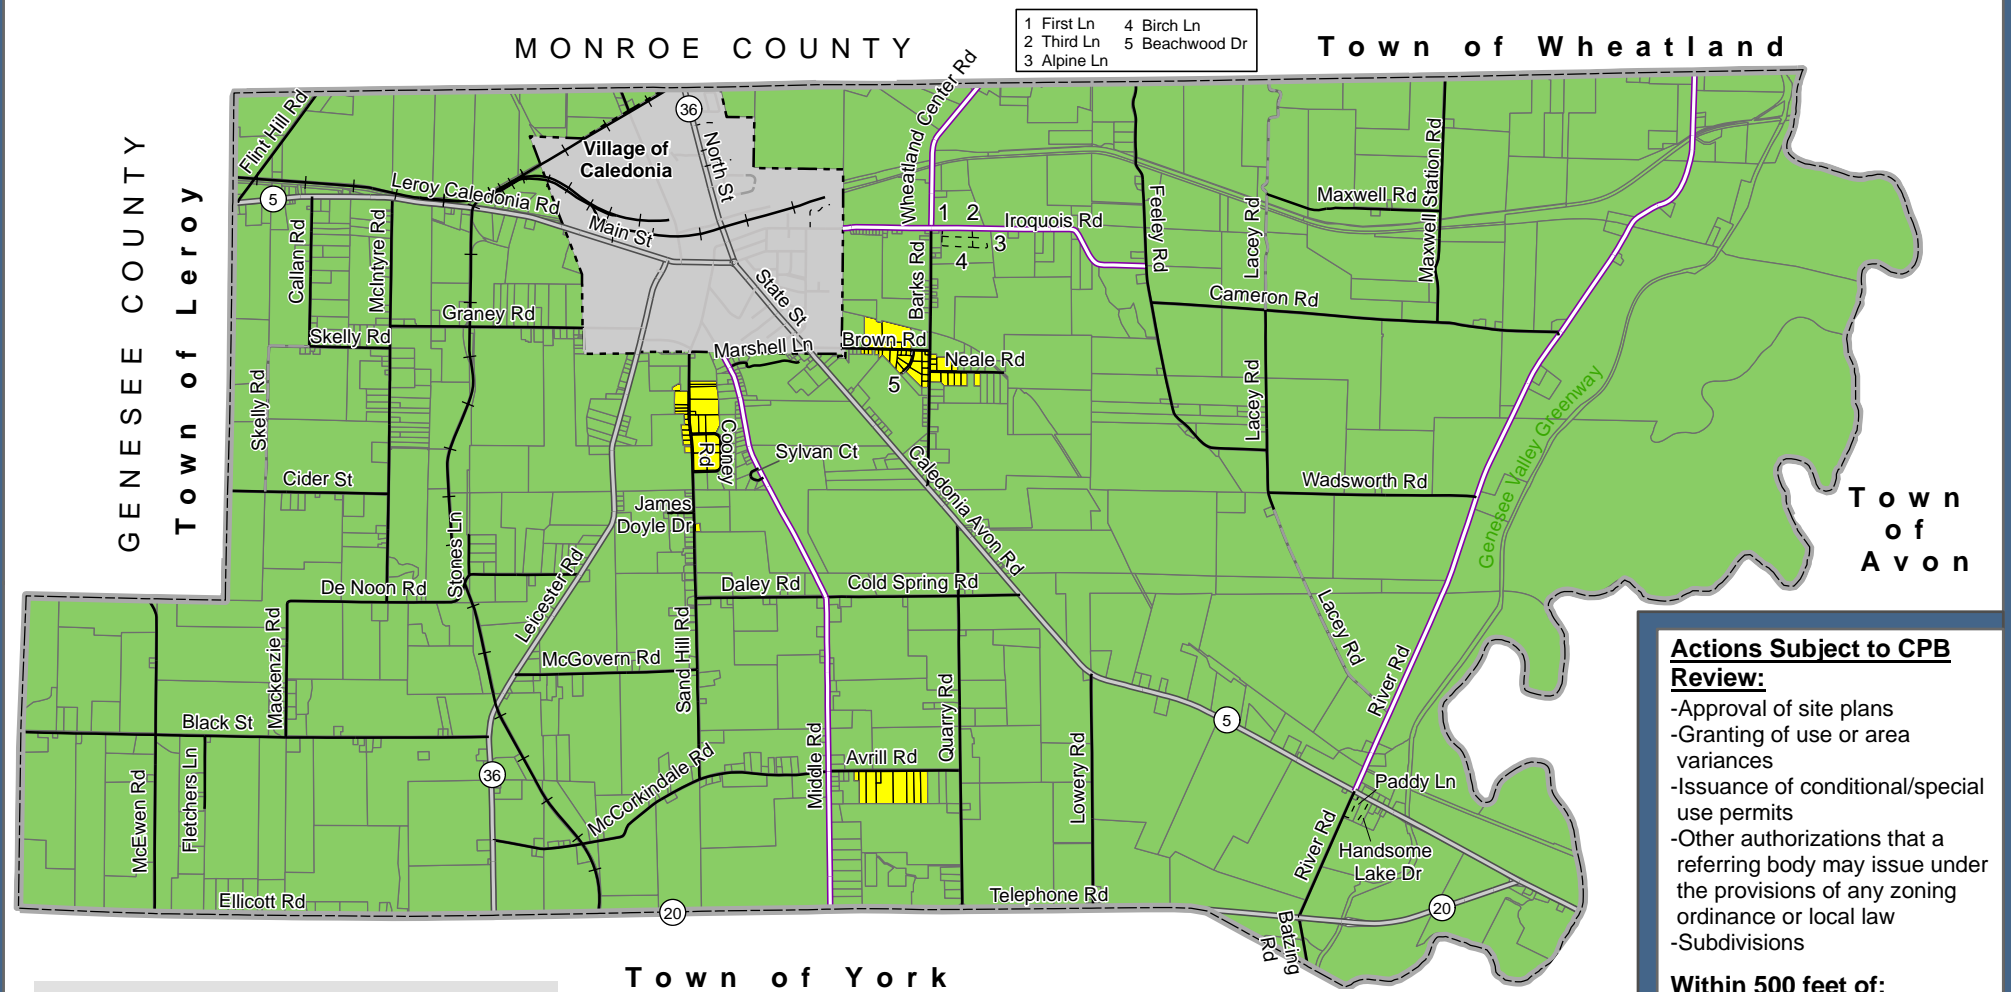 MONROE COUNTY
1 First Ln 4 Birch Ln
2 Third Ln 5 Beachwood Dr
3 Alpine Ln
Town of Wheatland
GENESEE COUNTY
Town of Leroy
Flint Hill Rd
5
Leroy Caledonia Rd
Village of
Caledonia
36
North St
Main St
State St
Wheatland Center Rd
1 2
Iroquois Rd
3
4
Barks Rd
Feeley Rd
Lacey Rd
Maxwell Rd
Maxwell Station Rd
Cameron Rd
Callan Rd
McIntyre Rd
Graney Rd
Skelly Rd
Skelly Rd
Marshell Ln
Brown Rd
Neale Rd
5
Lacey Rd
Cooney
Rd
Sylvan Ct
Cider St
James
Doyle Dr
Caledonia Avon Rd
Wadsworth Rd
Genesee Valley Greenway
Town
of
Avon
Stones Ln
De Noon Rd
Leicester Rd
Daley Rd
Cold Spring Rd
Mackenzie Rd
Sand Hill Rd
McGovern Rd
Lacey Rd
River Rd
Black St
Quarry Rd
5
McEwen Rd
Fletchers Ln
36
McCorkindale Rd
Middle Rd
Avrill Rd
Lowery Rd
Paddy Ln
River Rd
Handsome
Lake Dr
Ellicott Rd
20
Telephone Rd
20
Batzing
Rd
Town of York
Actions Subject to CPB
Review:
-Approval of site plans
-Granting of use or area
variances
-Issuance of conditional/special
use permits
-Other authorizations that a
referring body may issue under
the provisions of any zoning
ordinance or local law
-Subdivisions
Within 500 feet of: